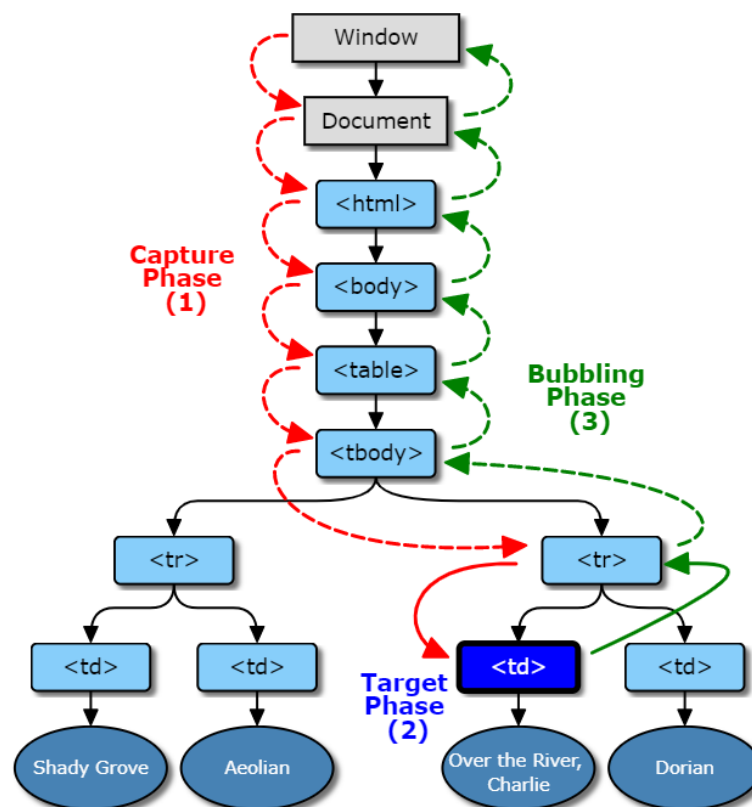 Window
Document
<html>
Capture
Phase
(1)
<body>
<table>
Bubbling
Phase
(3)
<tbody>
<tr>
<tr>
<td>
<td>
<td>
<td>
Target
Phase
(2)
Shady Grove
Aeolian
Over the River,
Charlie
Dorian